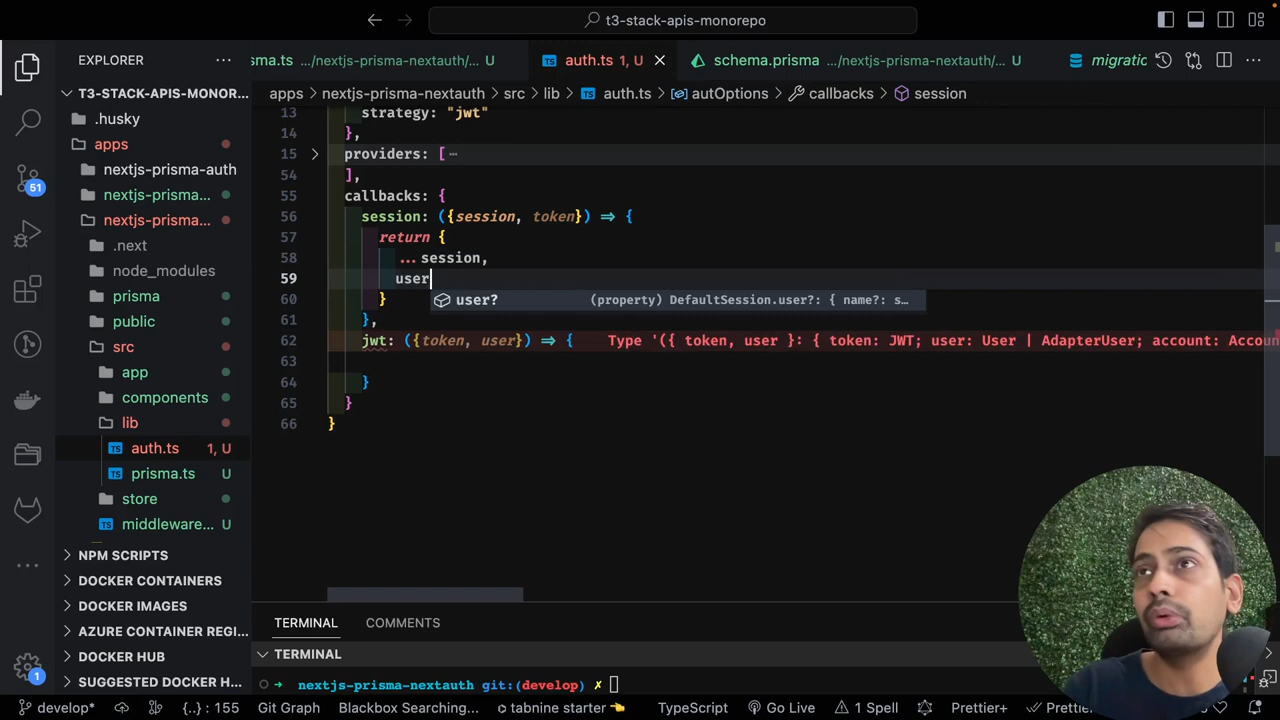 t3-stack-apis-monorepo
EXPLORER
T3-STACK-APIS-MONOR...
.husky
apps
nextjs-prisma-auth
nextjs-prisma...
nextjs-prisma...
.next
node_modules
prisma
public
src
app
components
lib
auth.ts 1, U
prisma.ts U
store
middleware... U
NPM SCRIPTS
DOCKER CONTAINERS
DOCKER IMAGES
AZURE CONTAINER REGI...
DOCKER HUB
SUGGESTED DOCKER H...
51
1
sma.ts .../nextjs-prisma-nextauth/... U
auth.ts 1, U
schema.prisma .../nextjs-prisma-nextauth/... U
migratic
apps > nextjs-prisma-nextauth > src > lib > auth.ts > autOptions > callbacks > session
13 strategy: "jwt"
14 },
15 providers: [ ...
54 ],
55 callbacks: {
56 session: ({session, token}) => {
57 return {
58 ...session,
59 user
user? (property) DefaultSession.user?: { name?: s...
60 }
61 },
62 jwt: ({token, user}) => { Type '({ token, user }: { token: JWT; user: User | AdapterUser; account: Accoun
63
64 }
65 }
66 }
TERMINAL COMMENTS
TERMINAL
nextjs-prisma-nextauth git:(develop) ✗
develop* {..} : 155 Git Graph Blackbox Searching... tabnine starter 👈 TypeScript Go Live 1 Spell Prettier+ Prettier